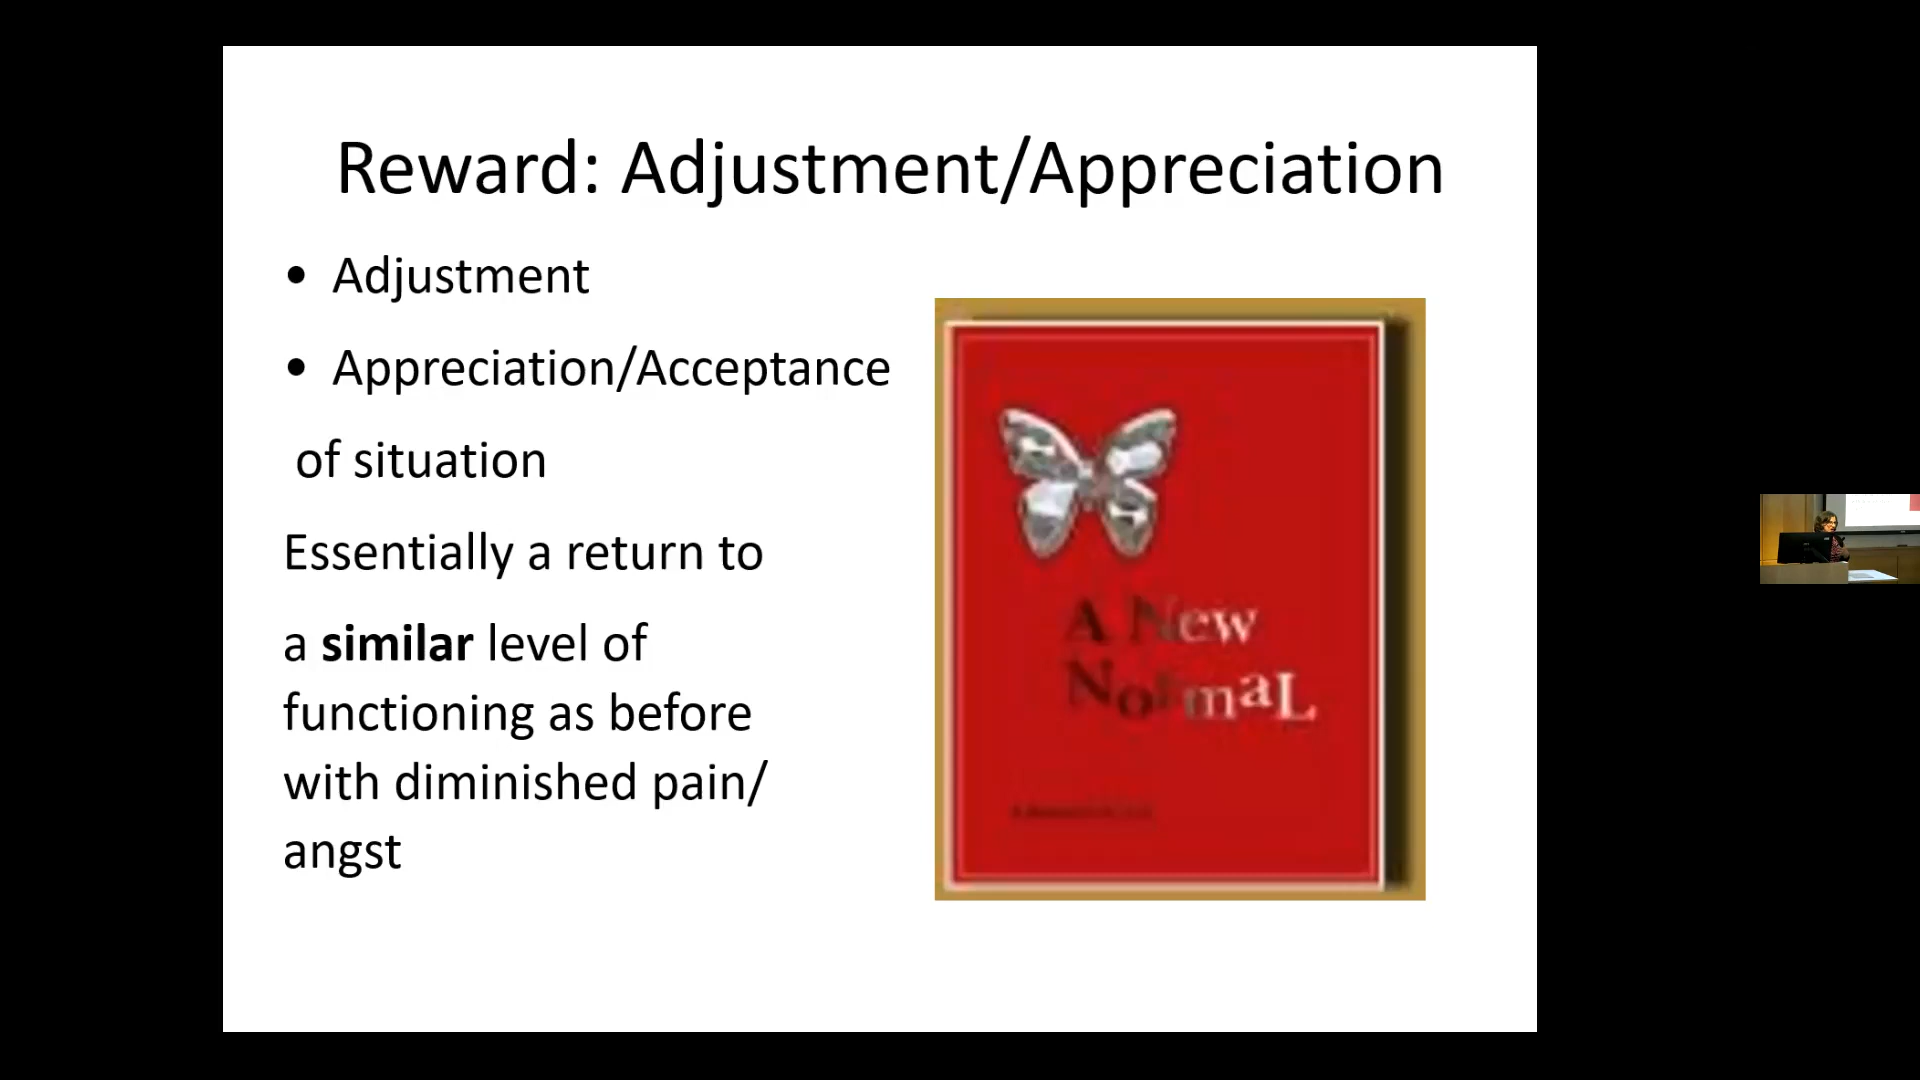 Reward: Adjustment/Appreciation
• Adjustment
• Appreciation/Acceptance
of situation
Essentially a return to
a similar level of
functioning as before
with diminished pain/
angst
A New
NormaL